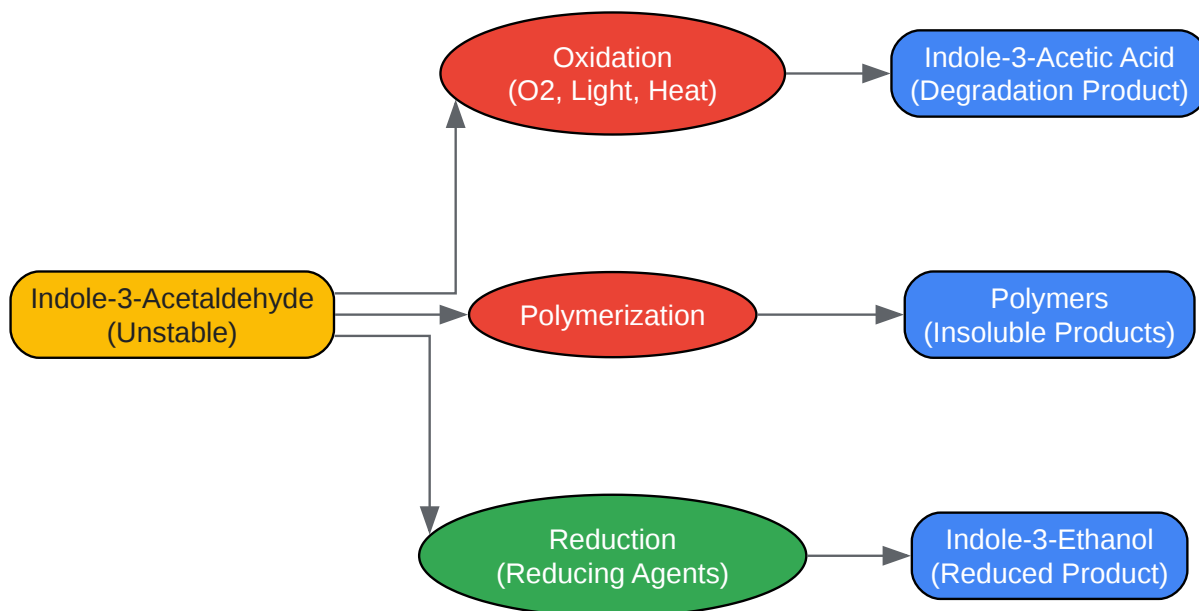 Oxidation
(O2, Light, Heat)
Indole-3-Acetic Acid
(Degradation Product)
Indole-3-Acetaldehyde
(Unstable)
Polymerization
Polymers
(Insoluble Products)
Reduction
(Reducing Agents)
Indole-3-Ethanol
(Reduced Product)